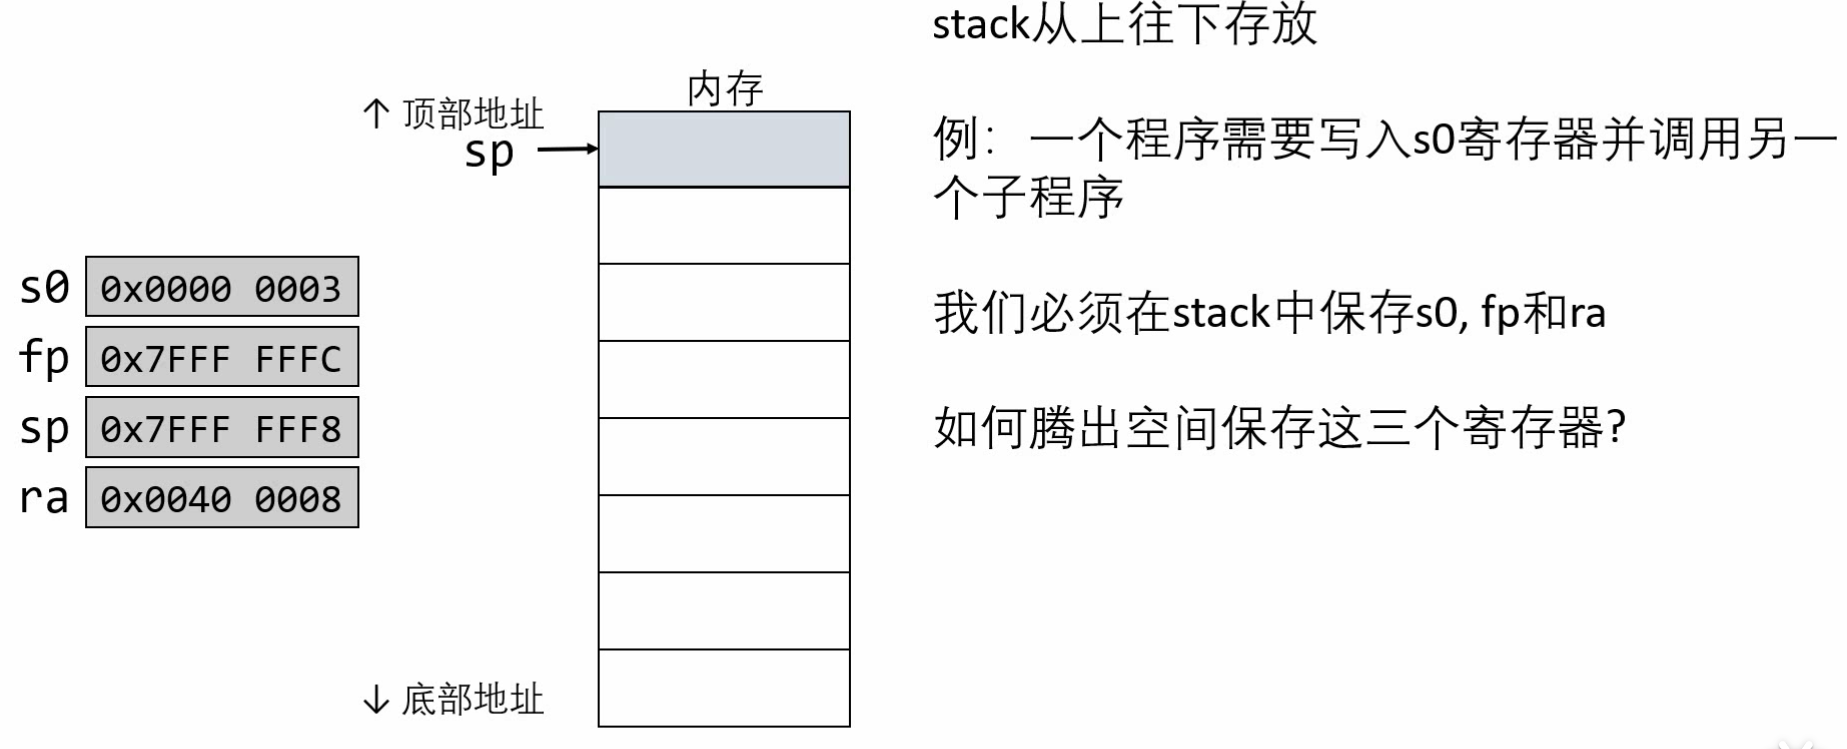 stack从上往下存放
内存
↑ 顶部地址
sp
例：一个程序需要写入s0寄存器并调用另一
个子程序
s0 0x0000 0003
fp 0x7FFF FFFC
sp 0x7FFF FFF8
ra 0x0040 0008
我们必须在stack中保存s0, fp和ra
如何腾出空间保存这三个寄存器?
↓ 底部地址